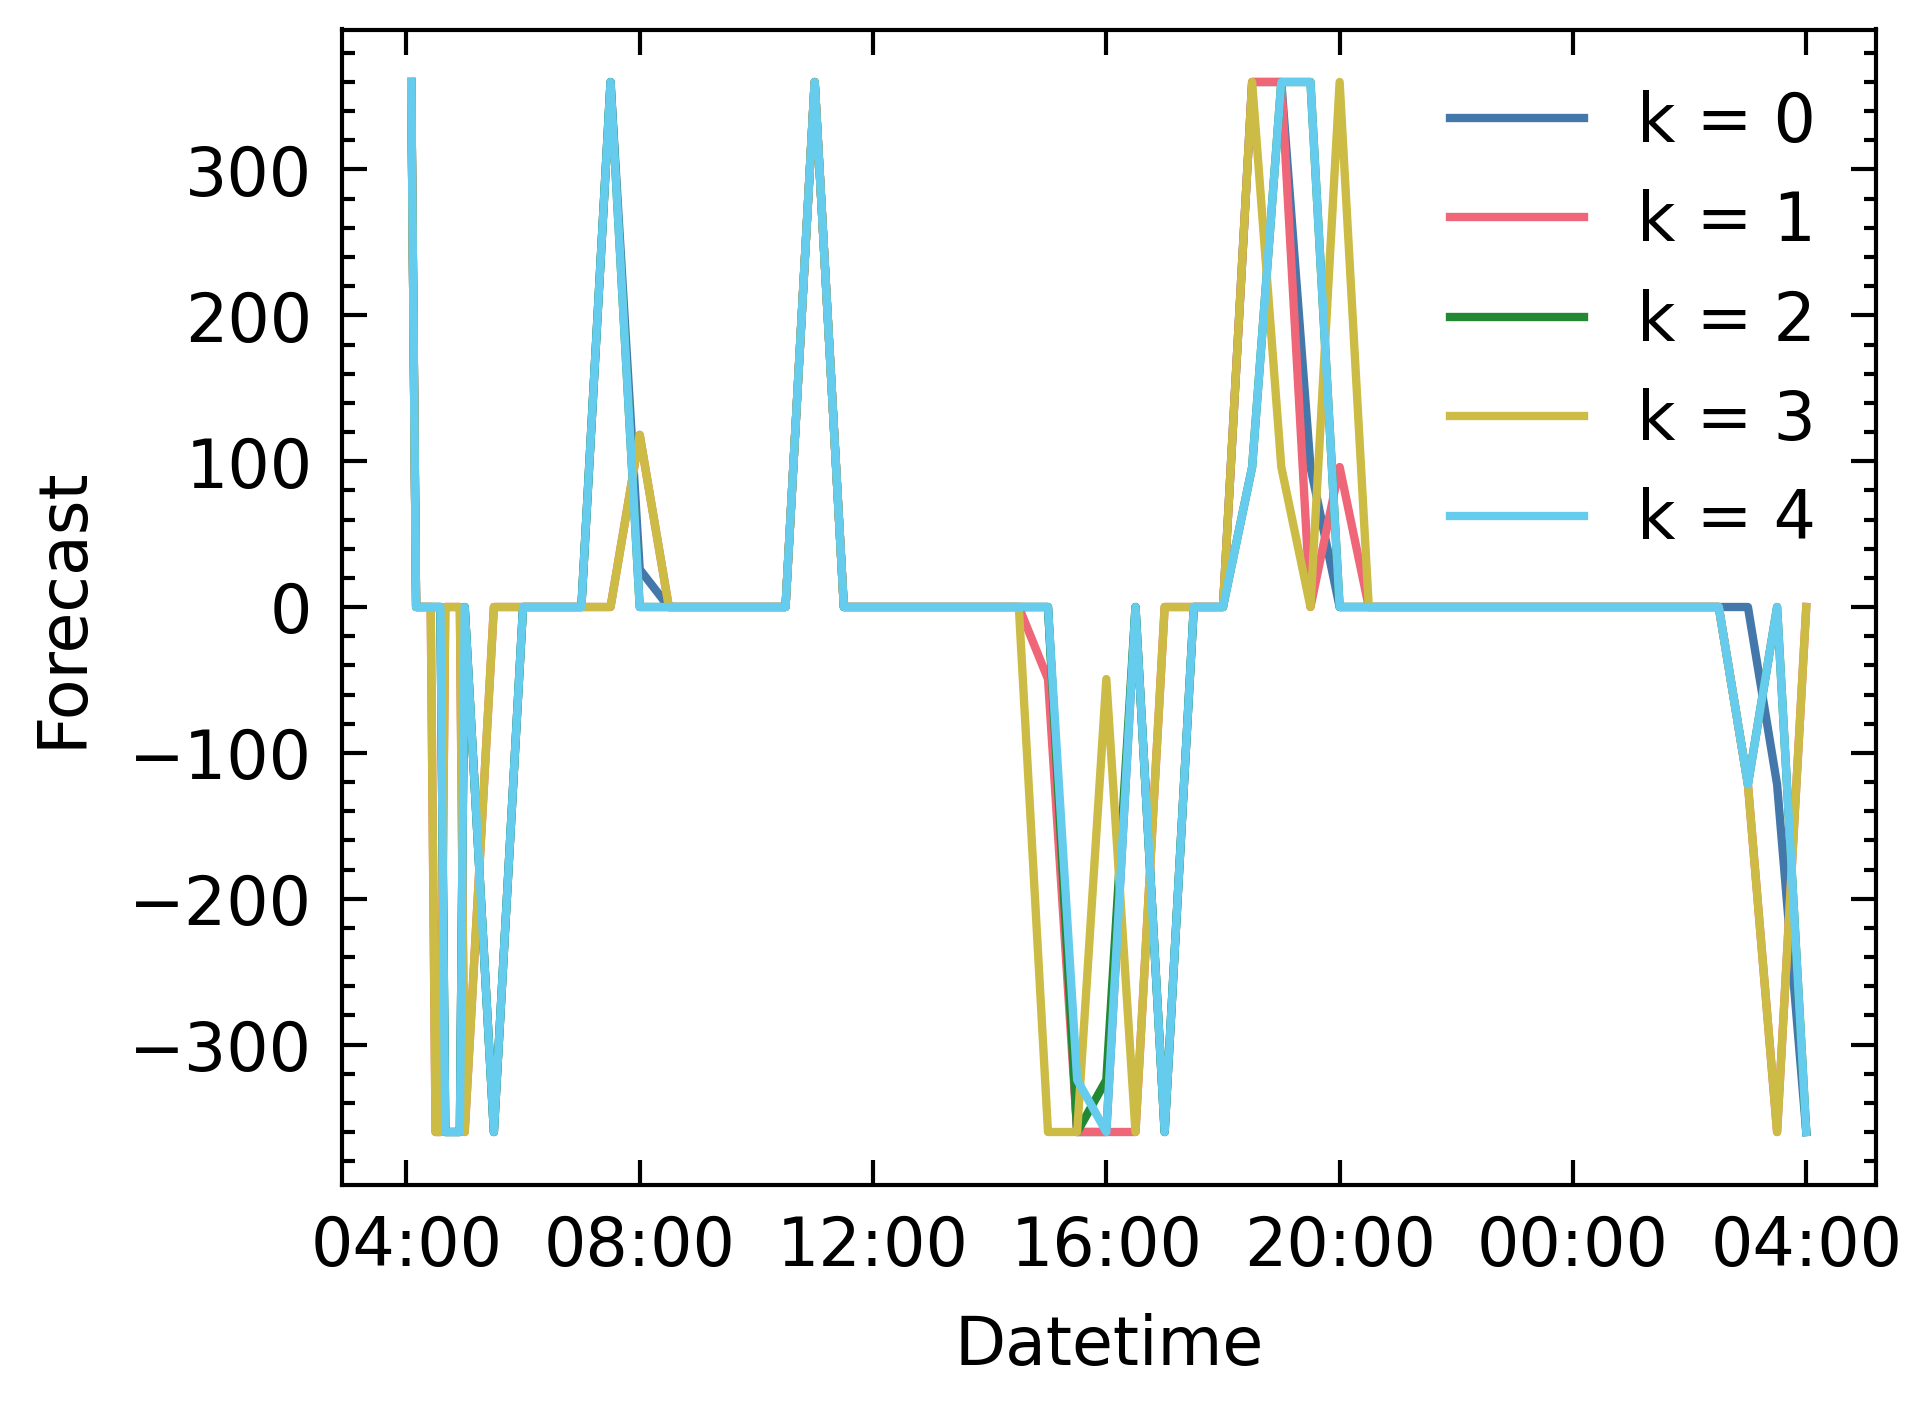 300
200
100
0
−100
−200
−300
Forecast
k = 0
k = 1
k = 2
k = 3
k = 4
04:00 08:00 12:00 16:00 20:00 00:00 04:00
Datetime